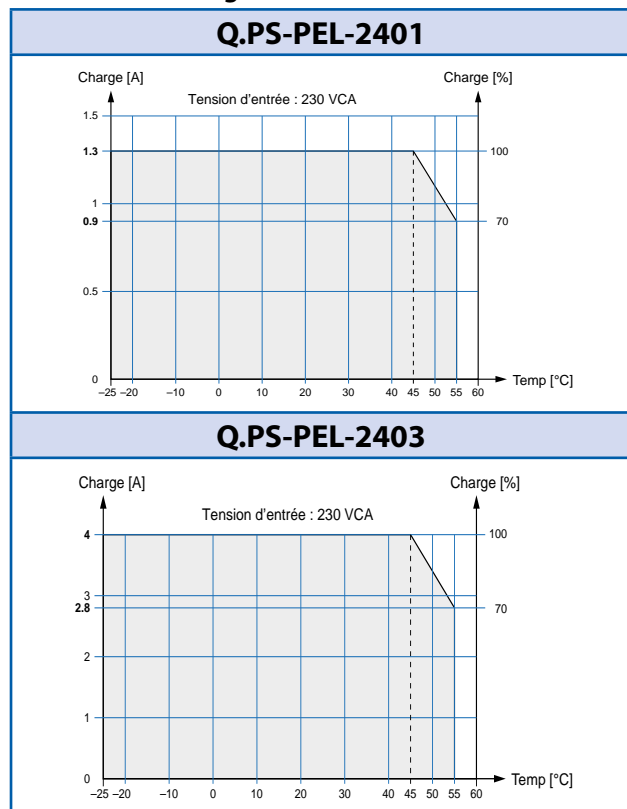 Q.PS-PEL-2401
Charge [A]
Charge [%]
Tension d'entrée : 230 VCA
1.5
1.3
100
1
0.9
70
0.5
0
Temp [°C]
–25 –20 –10 0 10 20 30 40 45 50 55 60
Q.PS-PEL-2403
Charge [A]
Charge [%]
Tension d'entrée : 230 VCA
4
100
3
2.8
70
2
1
0
Temp [°C]
–25 –20 –10 0 10 20 30 40 45 50 55 60